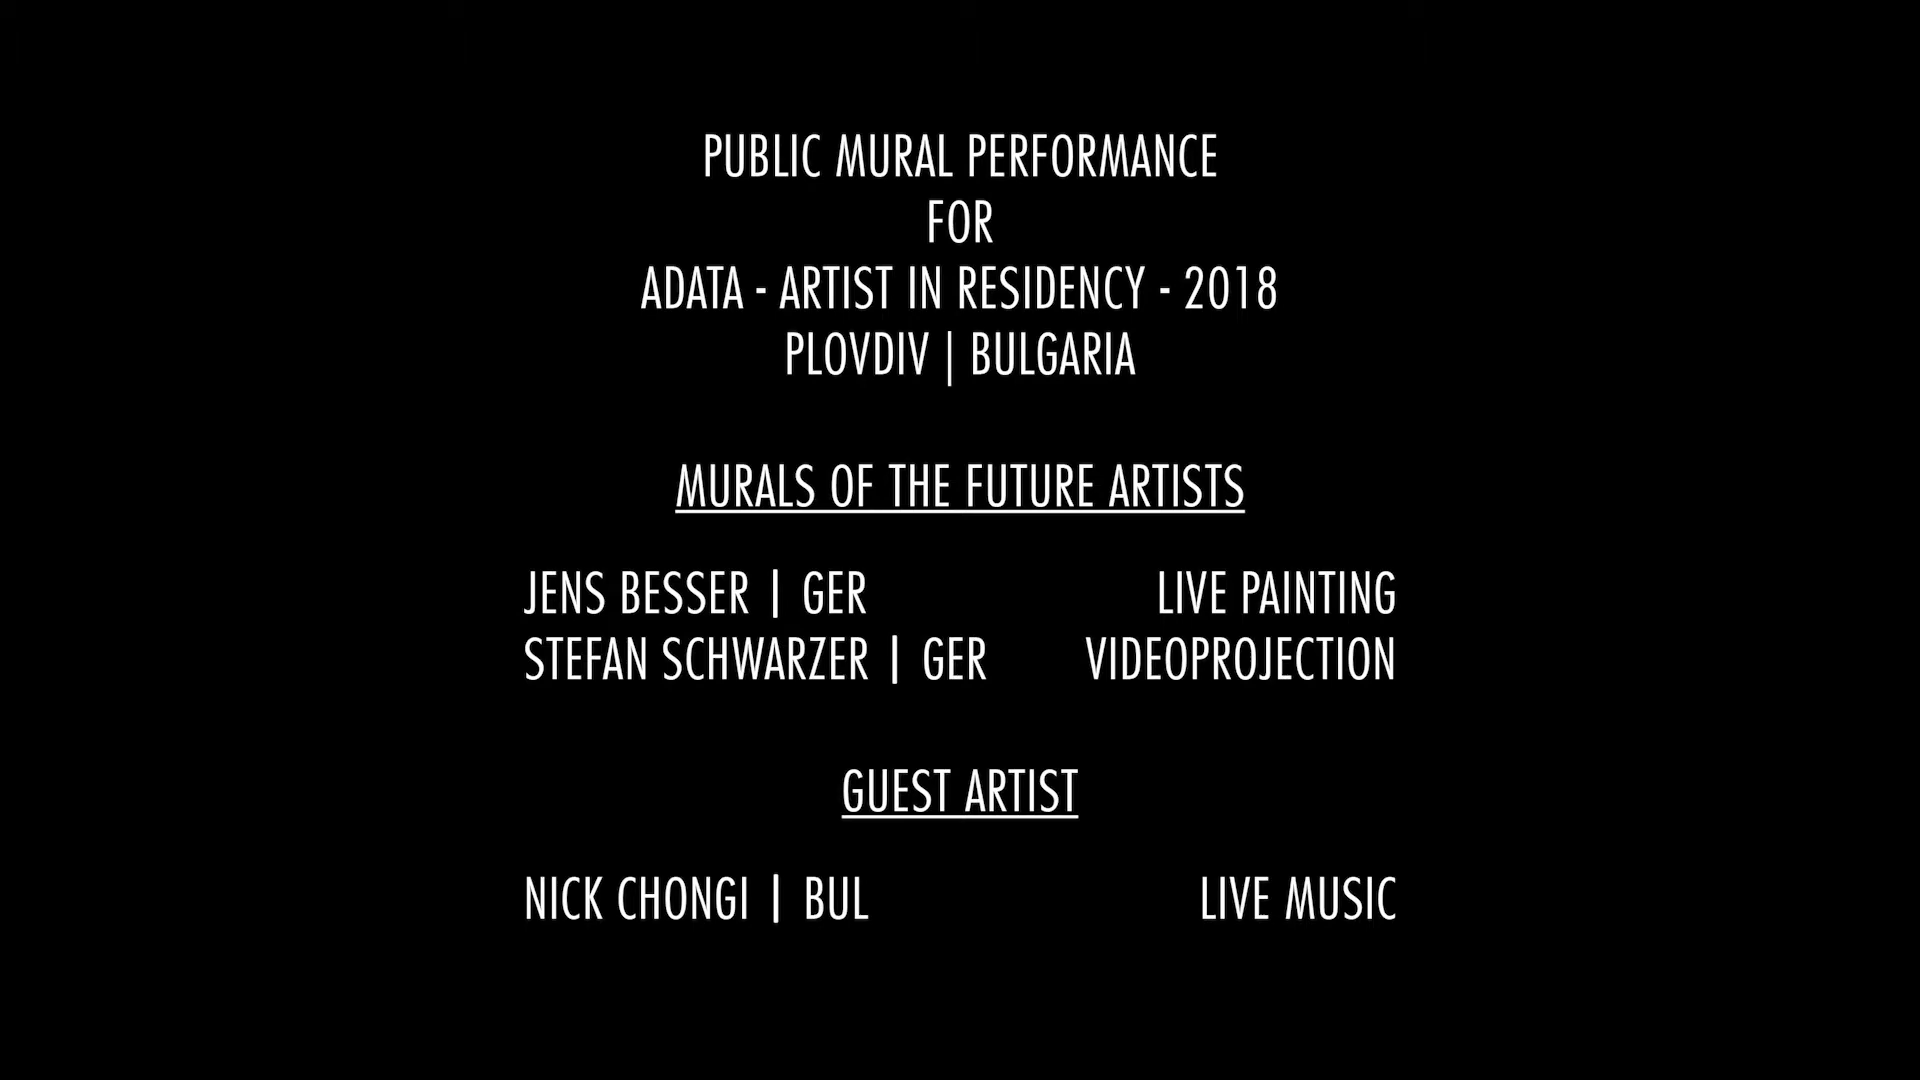 PUBLIC MURAL PERFORMANCE
FOR
ADATA - ARTIST IN RESIDENCY - 2018
PLOVDIV | BULGARIA
MURALS OF THE FUTURE ARTISTS
JENS BESSER | GER LIVE PAINTING
STEFAN SCHWARZER | GER VIDEOPROJECTION
GUEST ARTIST
NICK CHONGI | BUL LIVE MUSIC